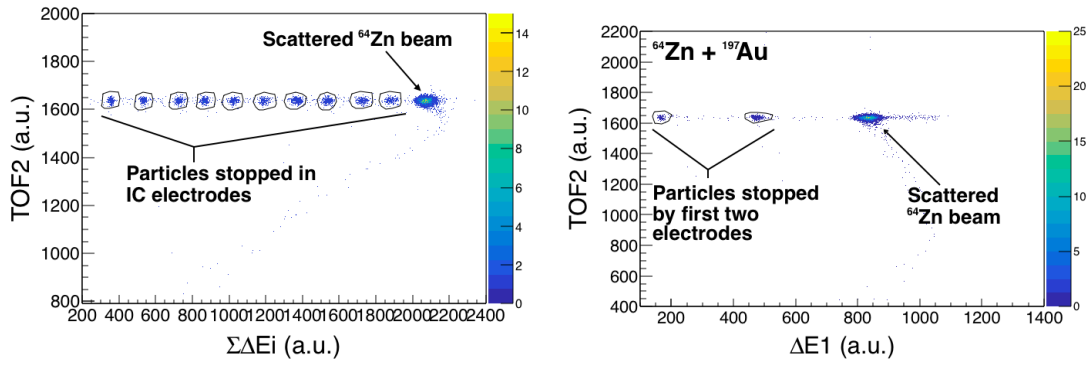 Scattered ⁶⁴Zn beam
Particles stopped in
IC electrodes
TOF2 (a.u.)
2000
1800
1600
1400
1200
1000
800
200 400 600 800 1000 1200 1400 1600 1800 2000 2200 2400
ΣΔEi (a.u.)
14
12
10
8
6
4
2
0
⁶⁴Zn + ¹⁹⁷Au
Particles stopped
by first two
electrodes
Scattered
⁶⁴Zn beam
TOF2 (a.u.)
2200
2000
1800
1600
1400
1200
1000
800
600
400
200 400 600 800 1000 1200 1400
ΔE1 (a.u.)
25
20
15
10
5
0